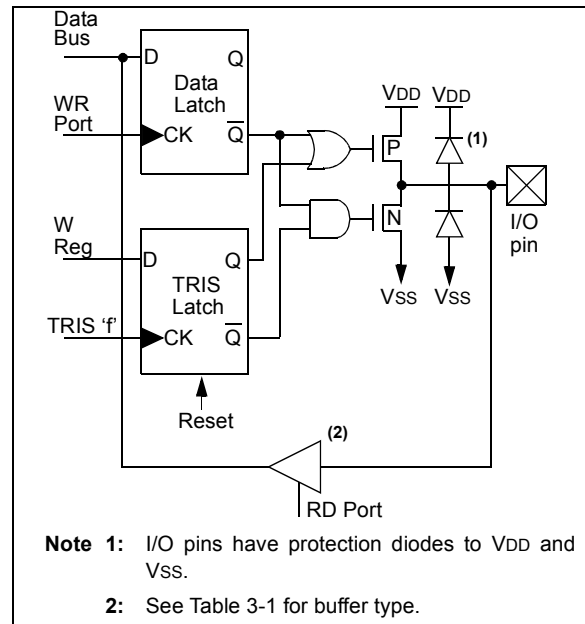 Data
Bus
D
Q
Data
Latch
WR
Port
CK
Q
VDD
VDD
P
(1)
N
I/O
pin
W
Reg
D
Q
TRIS
Latch
VSS
VSS
TRIS ‘f’
CK
Q
Reset
(2)
RD Port
Note 1: I/O pins have protection diodes to VDD and
VSS.
2: See Table 3-1 for buffer type.